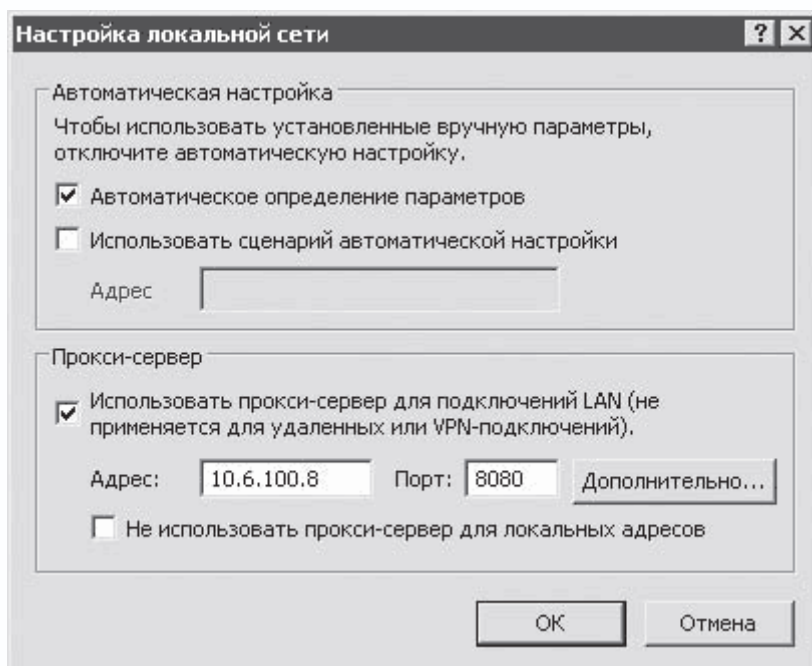 Настройка локальной сети
Автоматическая настройка
Чтобы использовать установленные вручную параметры,
отключите автоматическую настройку.
Автоматическое определение параметров
Использовать сценарий автоматической настройки
Адрес
Прокси-сервер
Использовать прокси-сервер для подключений LAN (не
применяется для удаленных или VPN-подключений).
Адрес: 10.6.100.8 Порт: 8080 Дополнительно...
Не использовать прокси-сервер для локальных адресов
ОК Отмена